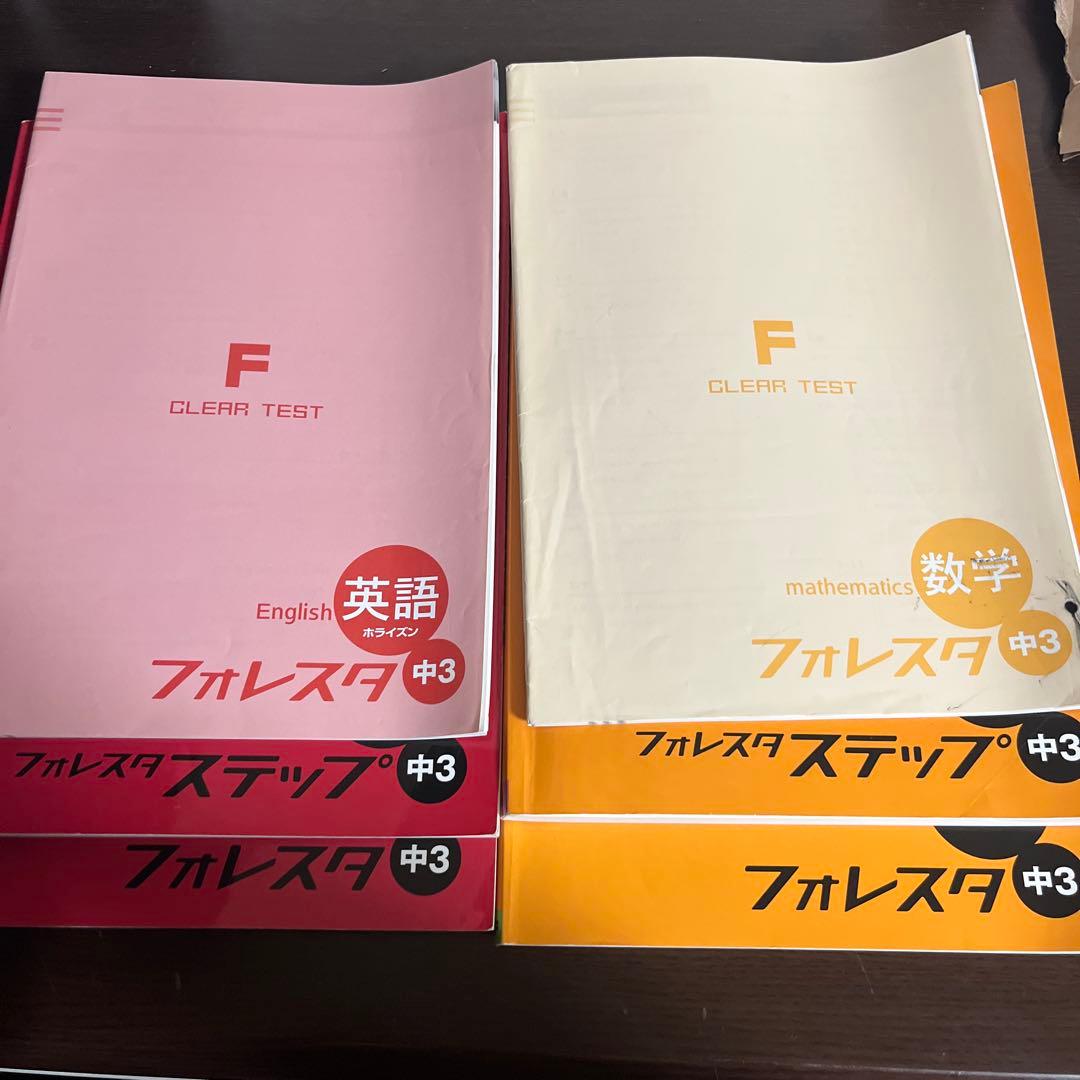 F
CLEAR TEST
English 英語
ホライズン
フォレスタ 中3
フォレスタ ステップ 中3
フォレスタ 中3
F
CLEAR TEST
mathematics 数学
フォレスタ 中3
フォレスタ ステップ 中3
フォレスタ 中3